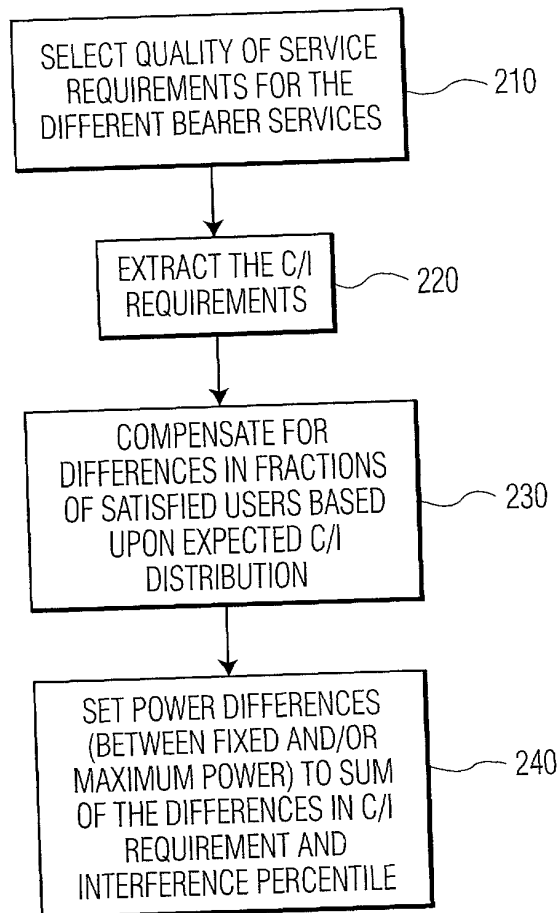 SELECT QUALITY OF SERVICE
REQUIREMENTS FOR THE
DIFFERENT BEARER SERVICES
210
EXTRACT THE C/I
REQUIREMENTS
220
COMPENSATE FOR
DIFFERENCES IN FRACTIONS
OF SATISFIED USERS BASED
UPON EXPECTED C/I
DISTRIBUTION
230
SET POWER DIFFERENCES
(BETWEEN FIXED AND/OR
MAXIMUM POWER) TO SUM
OF THE DIFFERENCES IN C/I
REQUIREMENT AND
INTERFERENCE PERCENTILE
240